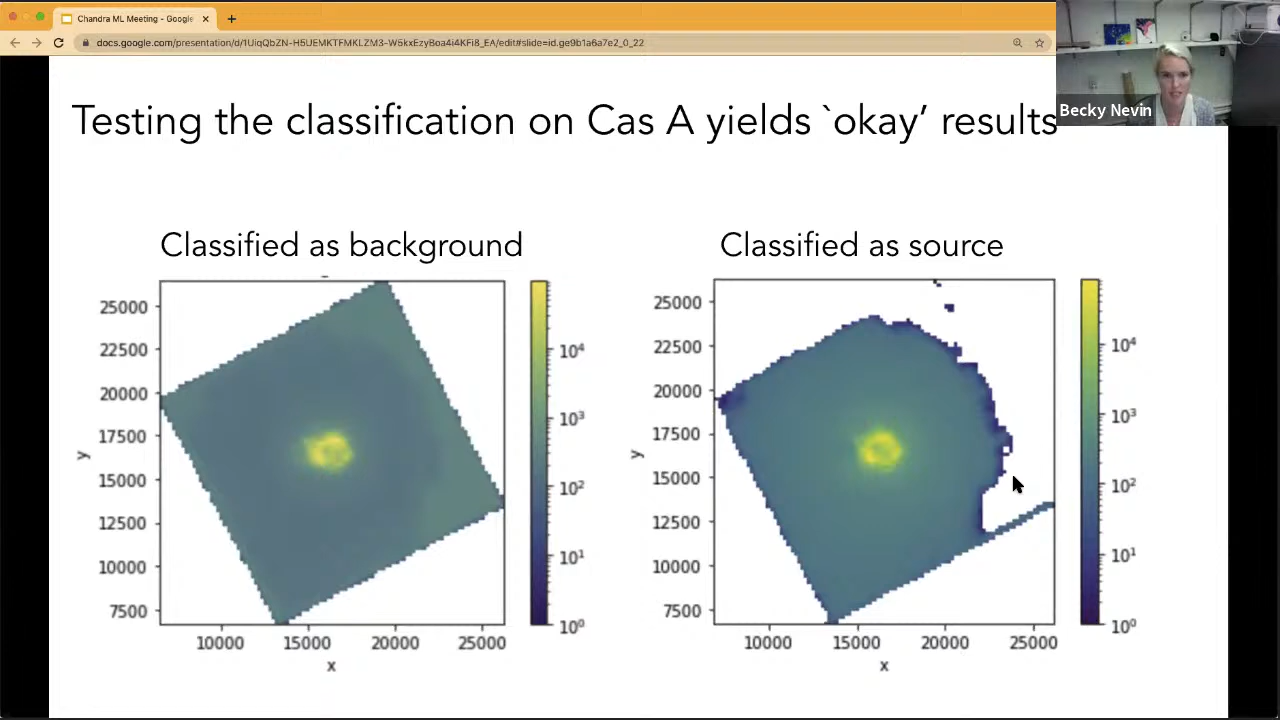 Chandra ML Meeting - Google
docs.google.com/presentation/d/1UiqQbZN-H5UEMKTFMKLZM3-W5kxEzyBoa4i4KFi8_EA/edit#slide=id.ge9b1a6a7e2_0_22
Becky Nevin
Testing the classification on Cas A yields `okay' results
Classified as background
25000
22500
20000
17500
15000
12500
10000
7500
y
10000 15000 20000 25000
x
10⁴
10³
10²
10¹
10⁰
Classified as source
25000
22500
20000
17500
15000
12500
10000
7500
y
10000 15000 20000 25000
x
10⁴
10³
10²
10¹
10⁰